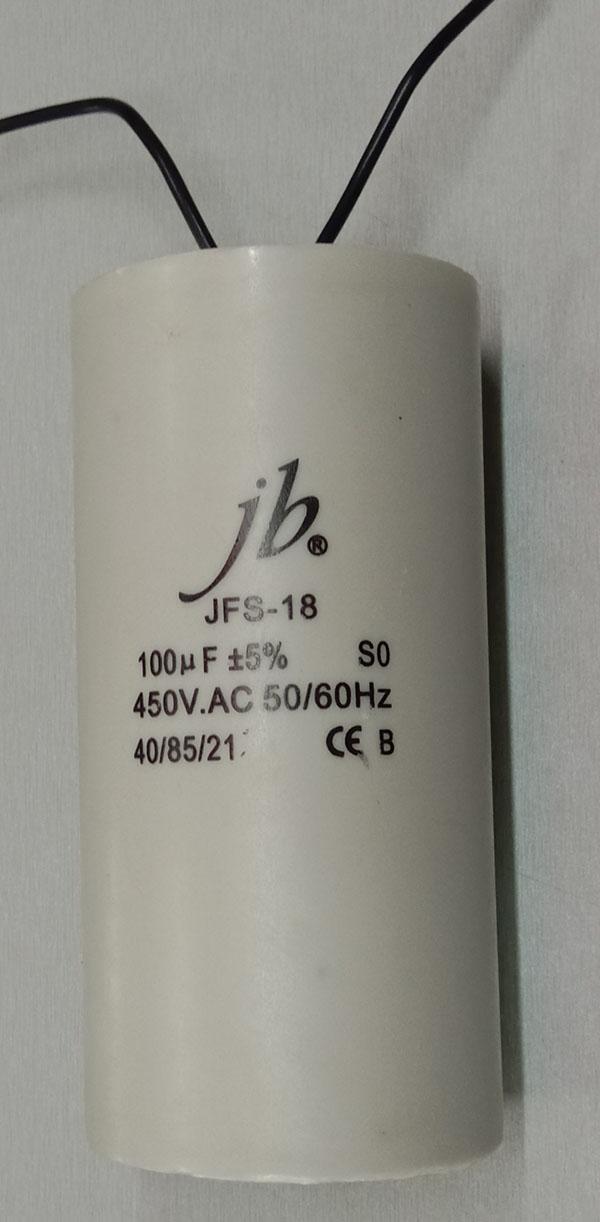 jb®
JFS-18
100µF ±5% S0
450V.AC 50/60Hz
40/85/21 CE B